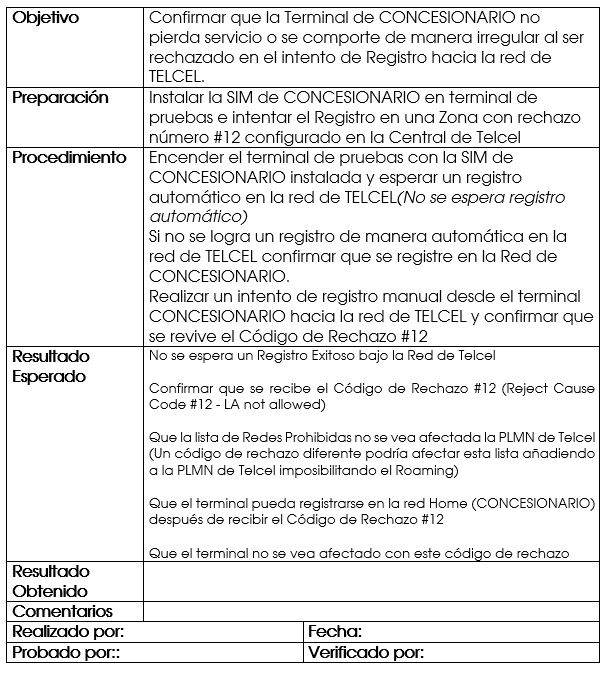 Objetivo
Confirmar que la Terminal de CONCESIONARIO no
pierda servicio o se comporte de manera irregular al ser
rechazado en el intento de Registro hacia la red de
TELCEL.
Preparación
Instalar la SIM de CONCESIONARIO en terminal de
pruebas e intentar el Registro en una Zona con rechazo
número #12 configurado en la Central de Telcel
Procedimiento
Encender el terminal de pruebas con la SIM de
CONCESIONARIO instalada y esperar un registro
automático en la red de TELCEL(No se espera registro
automático)
Si no se logra un registro de manera automática en la
red de TELCEL confirmar que se registre en la Red de
CONCESIONARIO.
Realizar un intento de registro manual desde el terminal
CONCESIONARIO hacia la red de TELCEL y confirmar que
se revive el Código de Rechazo #12
Resultado
Esperado
No se espera un Registro Exitoso bajo la Red de Telcel
Confirmar que se recibe el Código de Rechazo #12 (Reject Cause
Code #12 - LA not allowed)
Que la lista de Redes Prohibidas no se vea afectada la PLMN de Telcel
(Un código de rechazo diferente podría afectar esta lista añadiendo
a la PLMN de Telcel imposibilitando el Roaming)
Que el terminal pueda registrarse en la red Home (CONCESIONARIO)
después de recibir el Código de Rechazo #12
Que el terminal no se vea afectado con este código de rechazo
Resultado
Obtenido
Comentarios
Realizado por:
Fecha:
Probado por::
Verificado por: